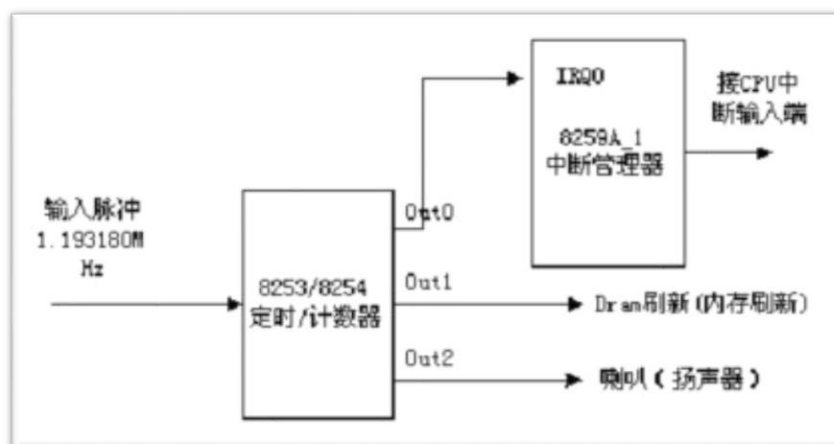 IRQ0
8259A_1
中断管理器
接CPU中
断输入端
输入脉冲
1.193180M
Hz
8253/8254
定时/计数器
Out0
Out1
Dram刷新(内存刷新)
Out2
喇叭(扬声器)